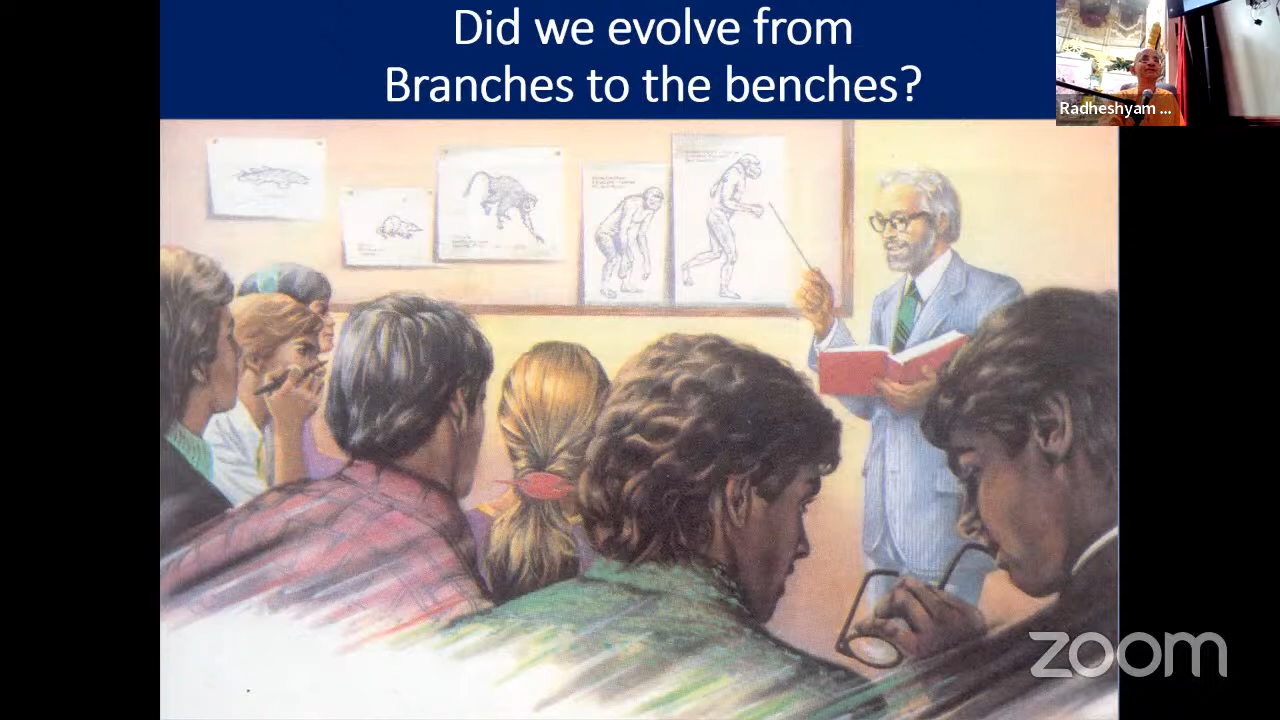 Did we evolve from
Branches to the benches?
Radheshyam ...
zoom